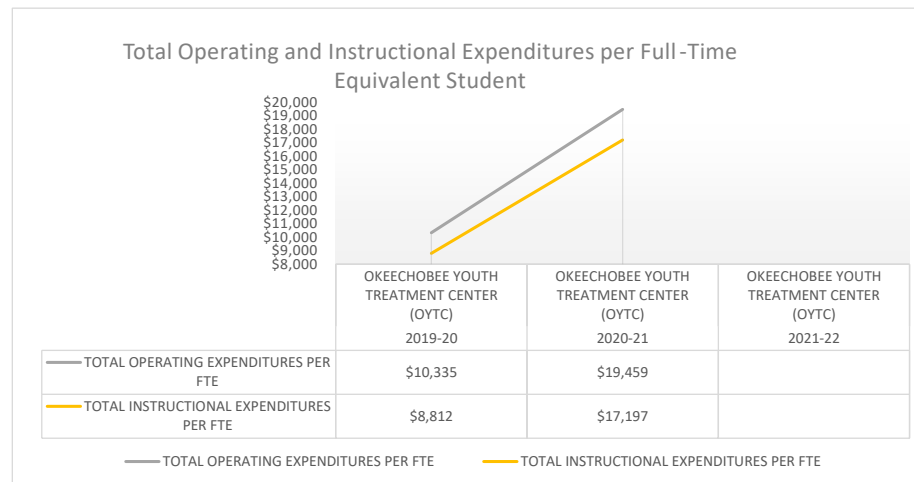 Total Operating and Instructional Expenditures per Full-Time
Equivalent Student
$20,000
$19,000
$18,000
$17,000
$16,000
$15,000
$14,000
$13,000
$12,000
$11,000
$10,000
$9,000
$8,000
OKEECHOBEE YOUTH TREATMENT CENTER (OYTC) OKEECHOBEE YOUTH TREATMENT CENTER (OYTC) OKEECHOBEE YOUTH TREATMENT CENTER (OYTC)
2019-20 2020-21 2021-22
TOTAL OPERATING EXPENDITURES PER FTE $10,335 $19,459
TOTAL INSTRUCTIONAL EXPENDITURES PER FTE $8,812 $17,197
TOTAL OPERATING EXPENDITURES PER FTE TOTAL INSTRUCTIONAL EXPENDITURES PER FTE